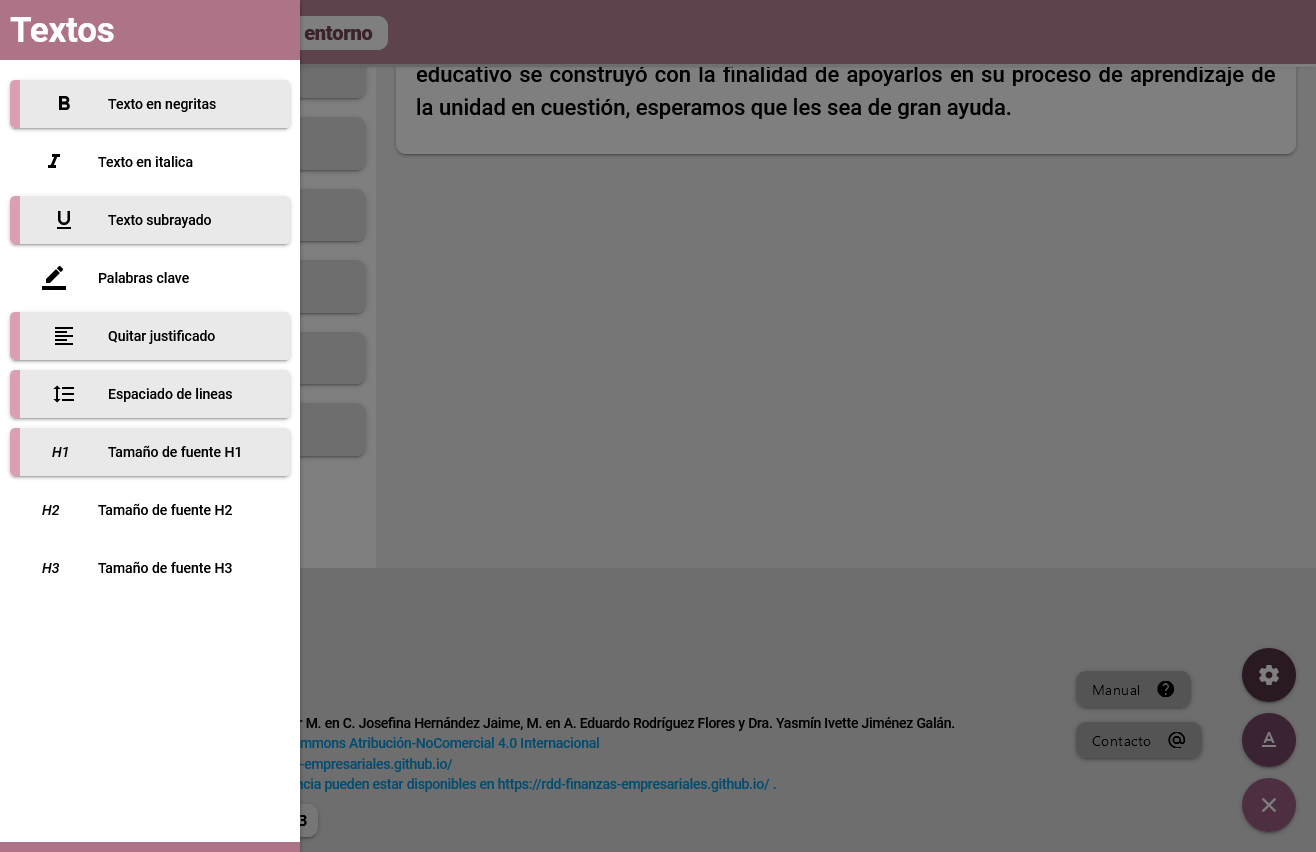 Textos
B Texto en negritas
I Texto en italica
U Texto subrayado
Palabras clave
Quitar justificado
Espaciado de lineas
H1 Tamaño de fuente H1
H2 Tamaño de fuente H2
H3 Tamaño de fuente H3
entorno
educativo se construyó con la finalidad de apoyarlos en su proceso de aprendizaje de
la unidad en cuestión, esperamos que les sea de gran ayuda.
M. en C. Josefina Hernández Jaime, M. en A. Eduardo Rodríguez Flores y Dra. Yasmín Ivette Jiménez Galán.
mmons Atribución-NoComercial 4.0 Internacional
-empresariales.github.io/
ncia pueden estar disponibles en https://rdd-finanzas-empresariales.github.io/ .
3
Manual ?
Contacto @
A